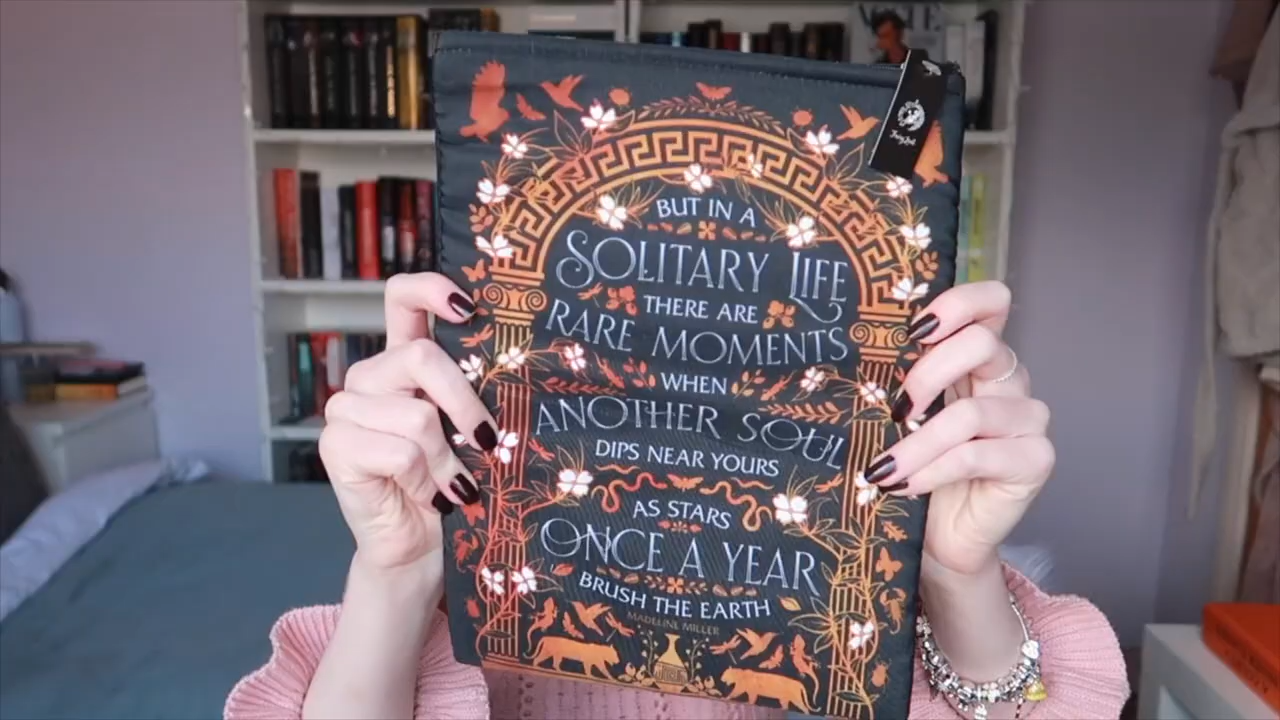 BUT IN A
SOLITARY LIFE
THERE ARE
RARE MOMENTS
WHEN
ANOTHER SOUL
DIPS NEAR YOURS
AS STARS
ONCE A YEAR
BRUSH THE EARTH
MADELINE MILLER